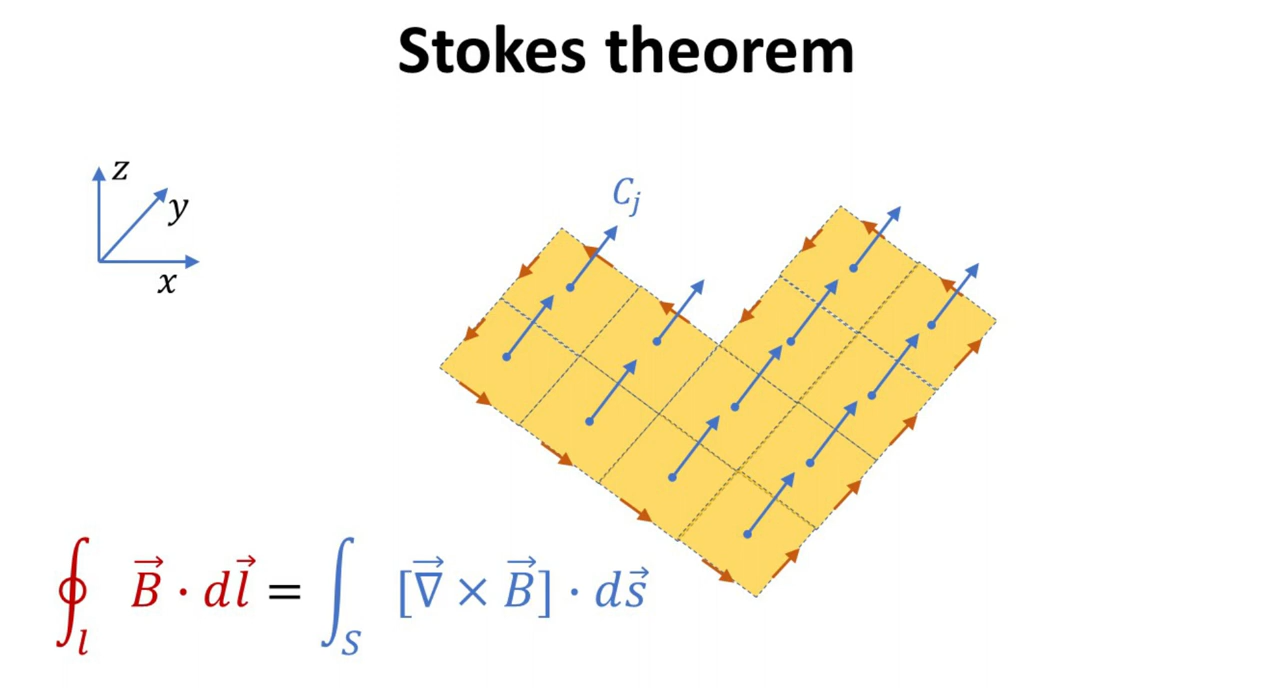 Stokes theorem
z
y
x
C_j
∮_l B⃗ · dl⃗ = ∫_S [∇⃗ × B⃗] · ds⃗